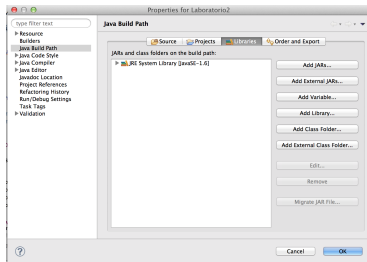 Properties for Laboratorio2
type filter text
Resource
Builders
Java Build Path
Java Code Style
Java Compiler
Java Editor
Javadoc Location
Project References
Refactoring History
Run/Debug Settings
Task Tags
Validation
Java Build Path
Source Projects Libraries Order and Export
JARs and class folders on the build path:
JRE System Library [JavaSE-1.6]
Add JARs...
Add External JARs...
Add Variable...
Add Library...
Add Class Folder...
Add External Class Folder...
Edit...
Remove
Migrate JAR File...
?
Cancel OK